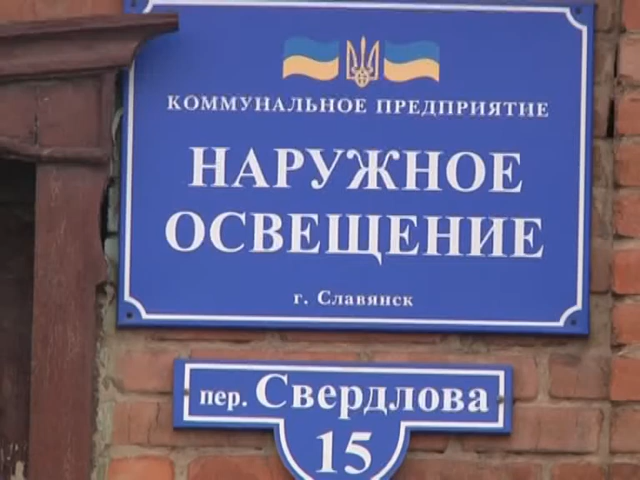 КОММУНАЛЬНОЕ ПРЕДПРИЯТИЕ
НАРУЖНОЕ
ОСВЕЩЕНИЕ
г. Славянск
пер. Свердлова
15